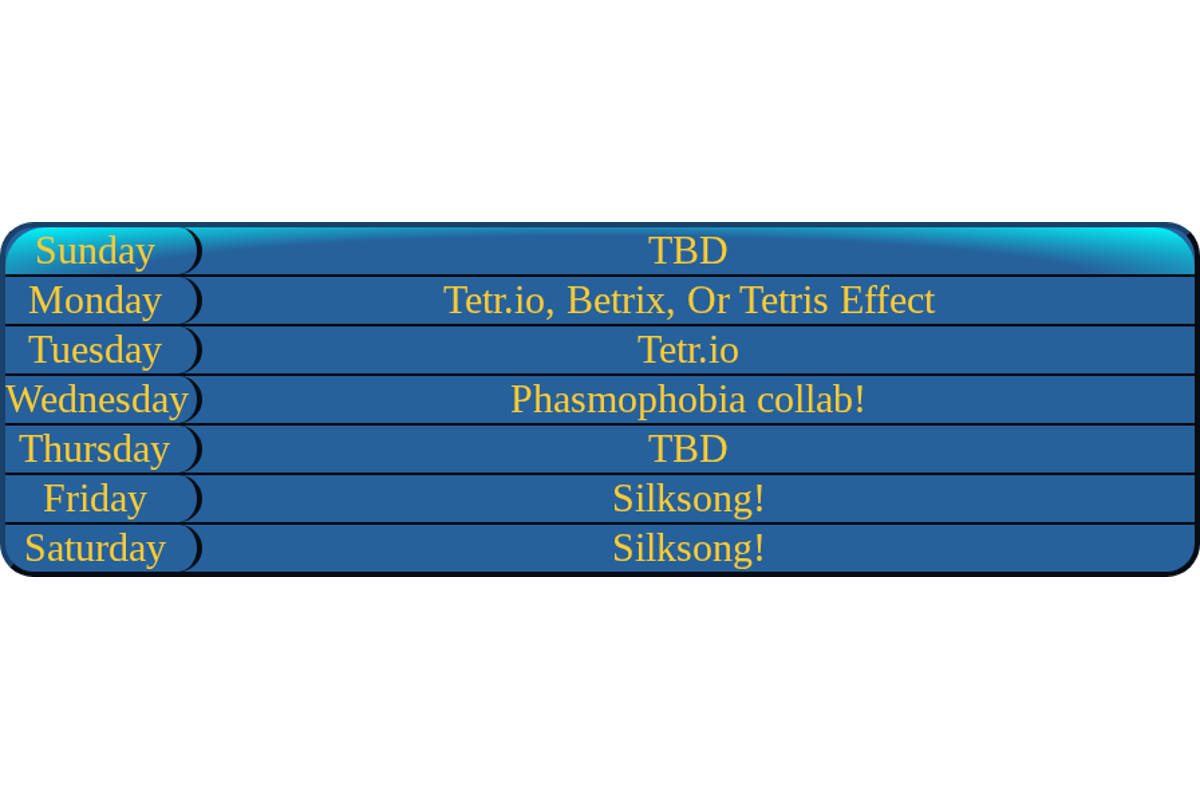 Sunday TBD
Monday Tetr.io, Betrix, Or Tetris Effect
Tuesday Tetr.io
Wednesday Phasmophobia collab!
Thursday TBD
Friday Silksong!
Saturday Silksong!